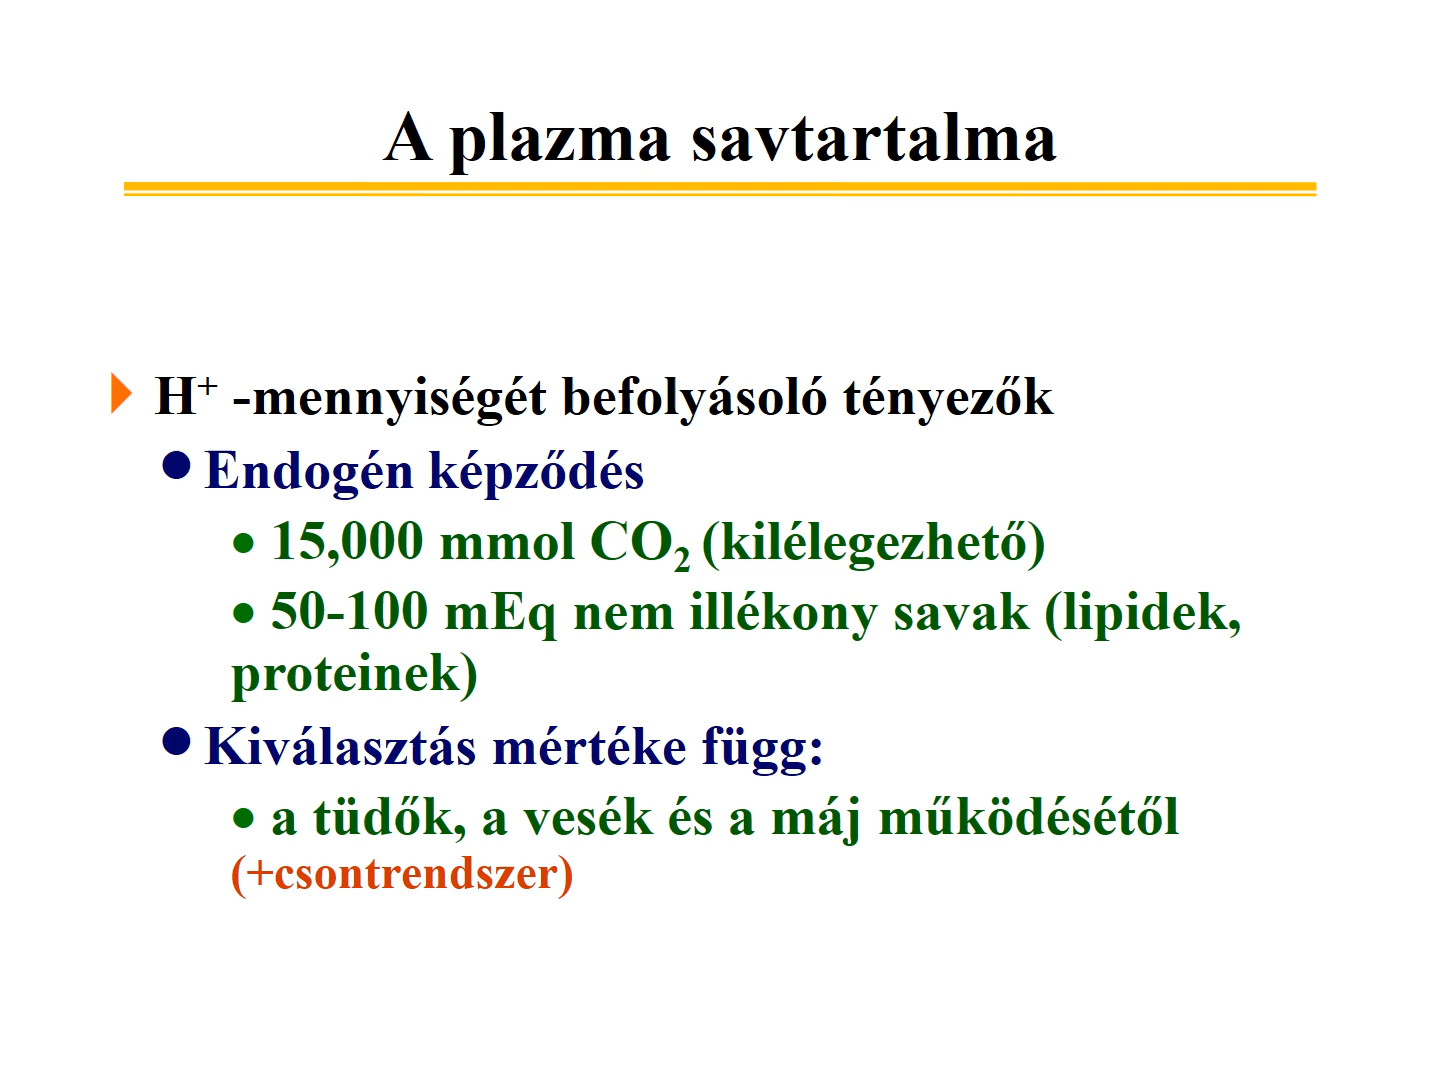 A plazma savtartalma
H⁺ -mennyiségét befolyásoló tényezők
Endogén képződés
• 15,000 mmol CO₂ (kilélegezhető)
• 50-100 mEq nem illékony savak (lipidek,
proteinek)
Kiválasztás mértéke függ:
• a tüdők, a vesék és a máj működésétől
(+csontrendszer)